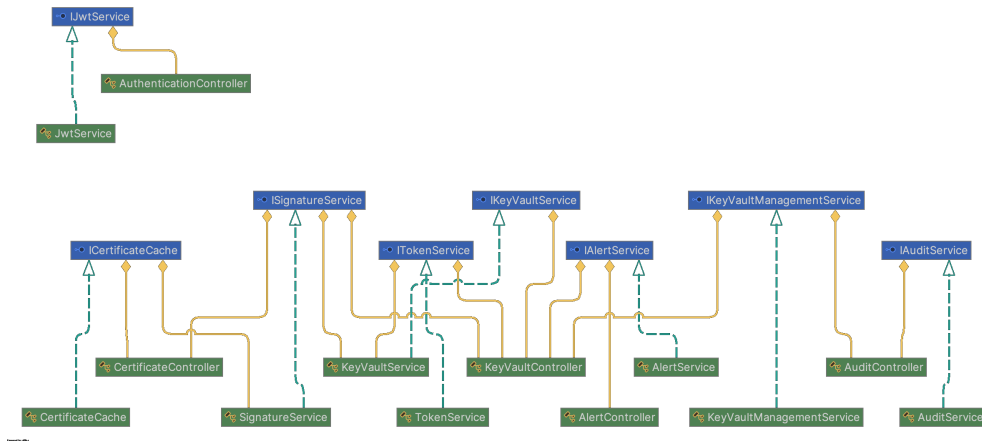 IJwtService
AuthenticationController
JwtService
ISignatureService
IKeyVaultService
IKeyVaultManagementService
ICertificateCache
ITokenService
IAlertService
IAuditService
CertificateController
KeyVaultService
KeyVaultController
AlertService
AuditController
CertificateCache
SignatureService
TokenService
AlertController
KeyVaultManagementService
AuditService